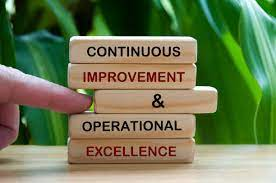 CONTINUOUS
IMPROVEMENT
&
OPERATIONAL
EXCELLENCE